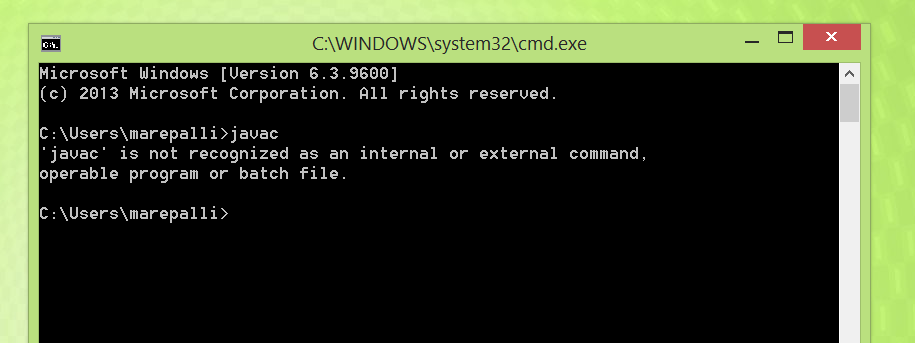 C:\WINDOWS\system32\cmd.exe
Microsoft Windows [Version 6.3.9600]
(c) 2013 Microsoft Corporation. All rights reserved.
C:\Users\marepalli>javac
'javac' is not recognized as an internal or external command,
operable program or batch file.
C:\Users\marepalli>